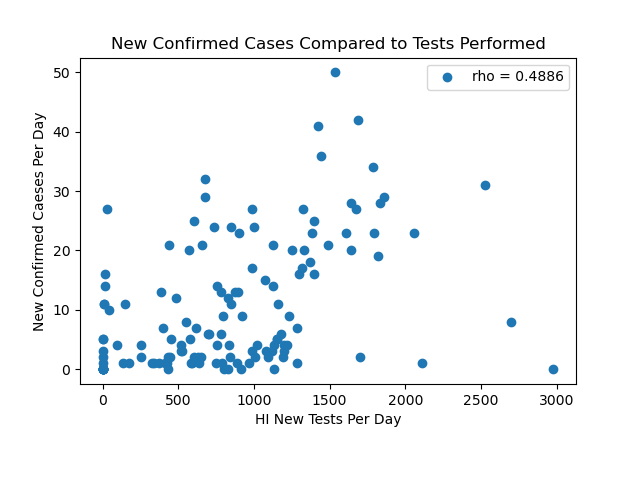 New Confirmed Cases Compared to Tests Performed
rho = 0.4886
New Confirmed Caeses Per Day
50
40
30
20
10
0
0 500 1000 1500 2000 2500 3000
HI New Tests Per Day